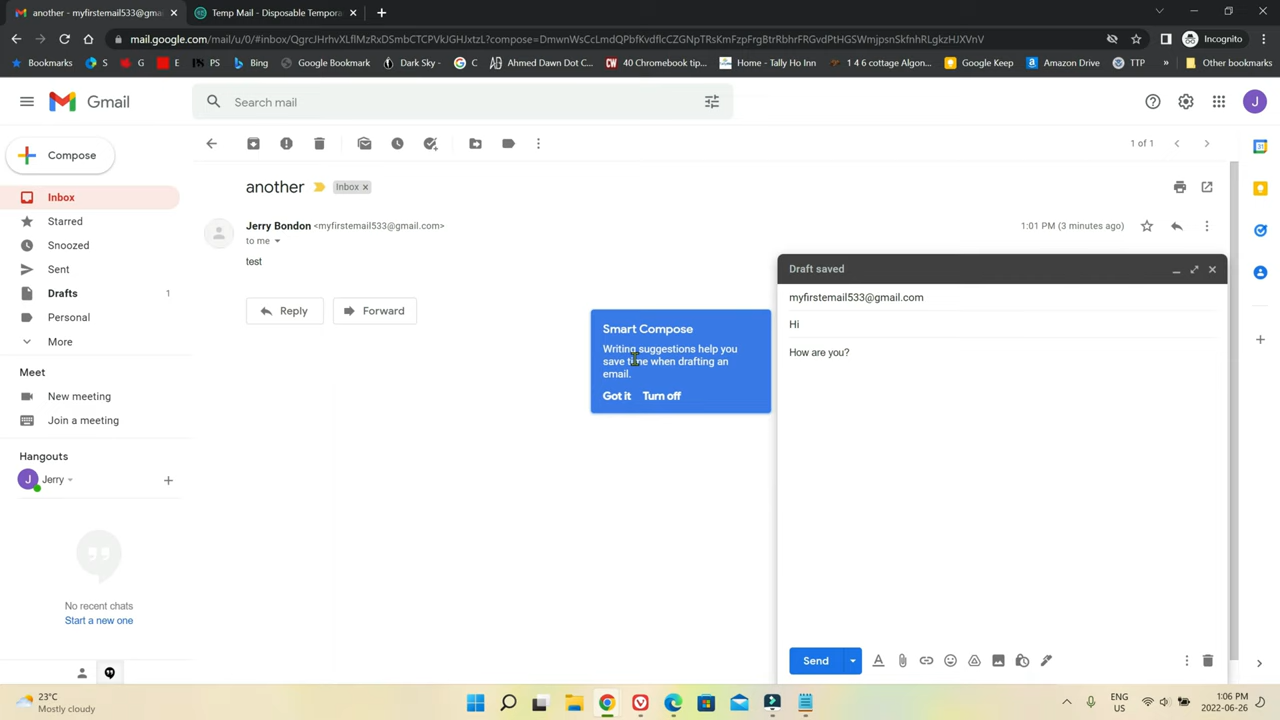 another - myfirstemail533@gma
Temp Mail - Disposable Tempora
mail.google.com/mail/u/0/#inbox/QgrcJHrhvXLflMzRxDSmbCTCPVkJGHJxtzL?compose=DmwnWsCcLmdQPbfKvdflcCZGNpTRsKmFzpFrgBtrRbhrFRGvdPtHGSWmjpsnSkfnhRLgkzHJXVnV
Incognito
Bookmarks
S
G
E
PS
Bing
Google Bookmark
Dark Sky -
C
Ahmed Dawn Dot C...
40 Chromebook tip...
Home - Tally Ho Inn
1 4 6 cottage Algon...
Google Keep
Amazon Drive
TTP
»
Other bookmarks
Gmail
Search mail
J
Compose
1 of 1
Inbox
Starred
Snoozed
Sent
Drafts 1
Personal
More
Meet
New meeting
Join a meeting
Hangouts
J Jerry
No recent chats
Start a new one
another Inbox x
Jerry Bondon <myfirstemail533@gmail.com>
1:01 PM (3 minutes ago)
to me
test
Reply
Forward
Smart Compose
Writing suggestions help you
save time when drafting an
email.
Got it Turn off
Draft saved
myfirstemail533@gmail.com
Hi
How are you?
Send
23°C
Mostly cloudy
ENG
US
1:06 PM
2022-06-26